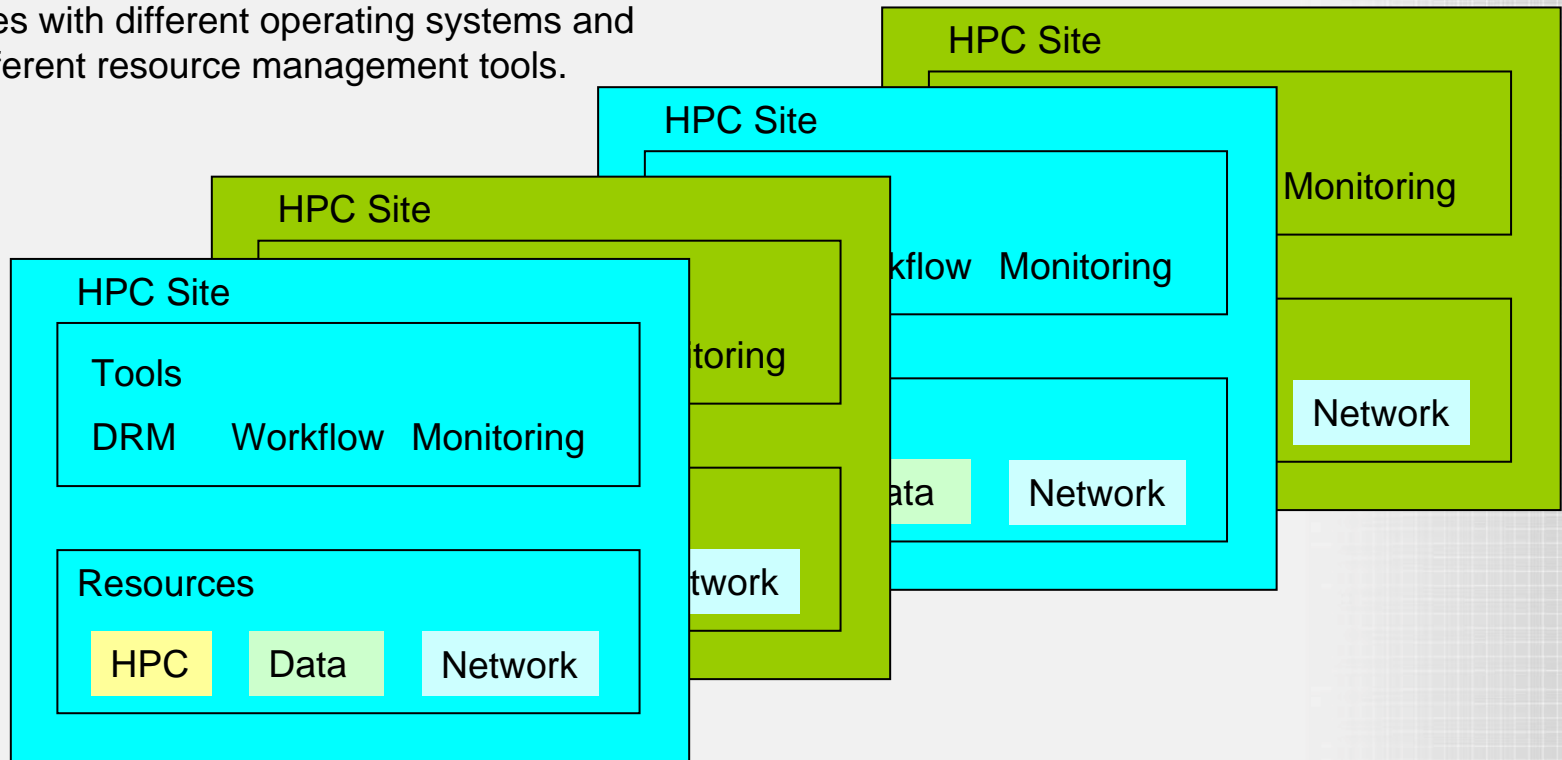 es with different operating systems and
ferent resource management tools.
HPC Site
Monitoring
Network
HPC Site
kflow Monitoring
ata Network
HPC Site
itoring
twork
HPC Site
Tools
DRM Workflow Monitoring
Resources
HPC Data Network